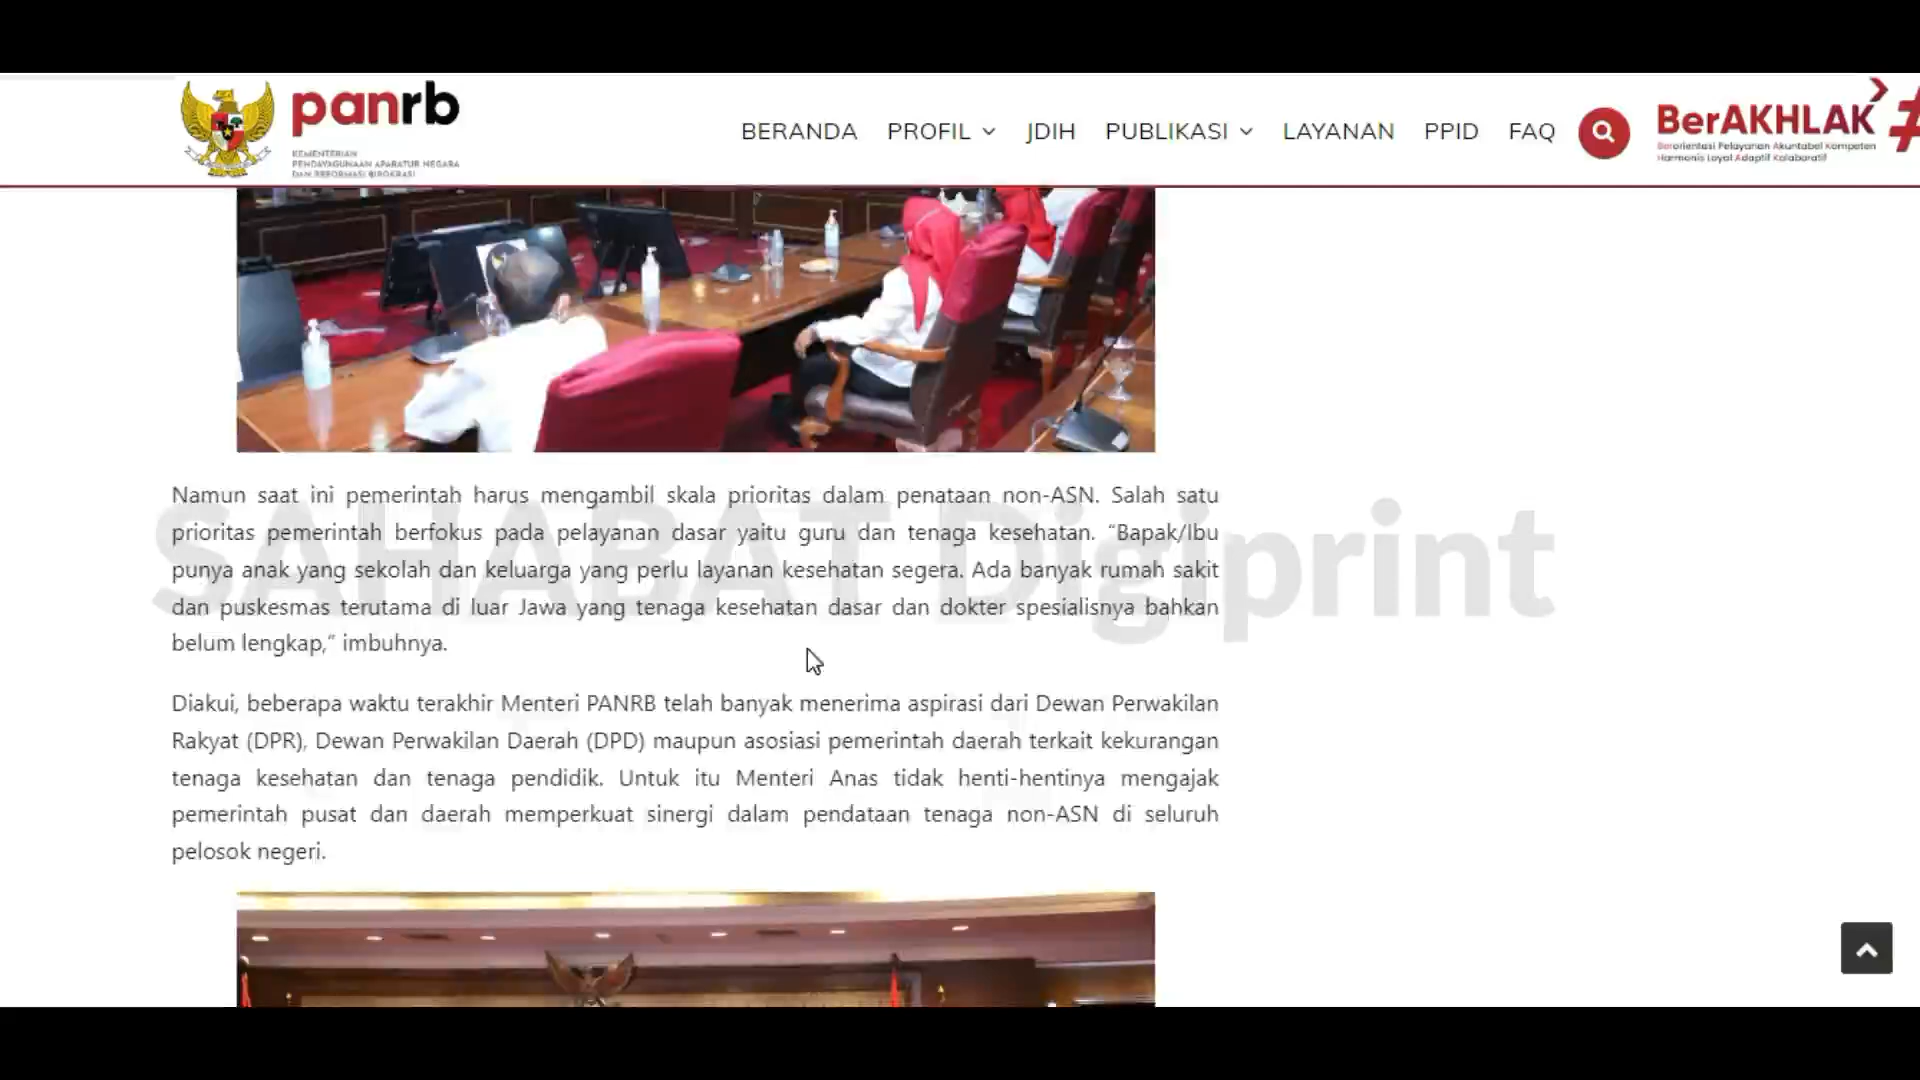 panrb
KEMENTERIAN
PENDAYAGUNAAN APARATUR NEGARA
DAN REFORMASI BIROKRASI
BERANDA PROFIL JDIH PUBLIKASI LAYANAN PPID FAQ
BerAKHLAK #
Berorientasi Pelayanan Akuntabel Kompeten
Harmonis Loyal Adaptif Kolaboratif
Namun saat ini pemerintah harus mengambil skala prioritas dalam penataan non-ASN. Salah satu
prioritas pemerintah berfokus pada pelayanan dasar yaitu guru dan tenaga kesehatan. “Bapak/Ibu
punya anak yang sekolah dan keluarga yang perlu layanan kesehatan segera. Ada banyak rumah sakit
dan puskesmas terutama di luar Jawa yang tenaga kesehatan dasar dan dokter spesialisnya bahkan
belum lengkap,” imbuhnya.
SAHABAT Digiprint
Diakui, beberapa waktu terakhir Menteri PANRB telah banyak menerima aspirasi dari Dewan Perwakilan
Rakyat (DPR), Dewan Perwakilan Daerah (DPD) maupun asosiasi pemerintah daerah terkait kekurangan
tenaga kesehatan dan tenaga pendidik. Untuk itu Menteri Anas tidak henti-hentinya mengajak
pemerintah pusat dan daerah memperkuat sinergi dalam pendataan tenaga non-ASN di seluruh
pelosok negeri.